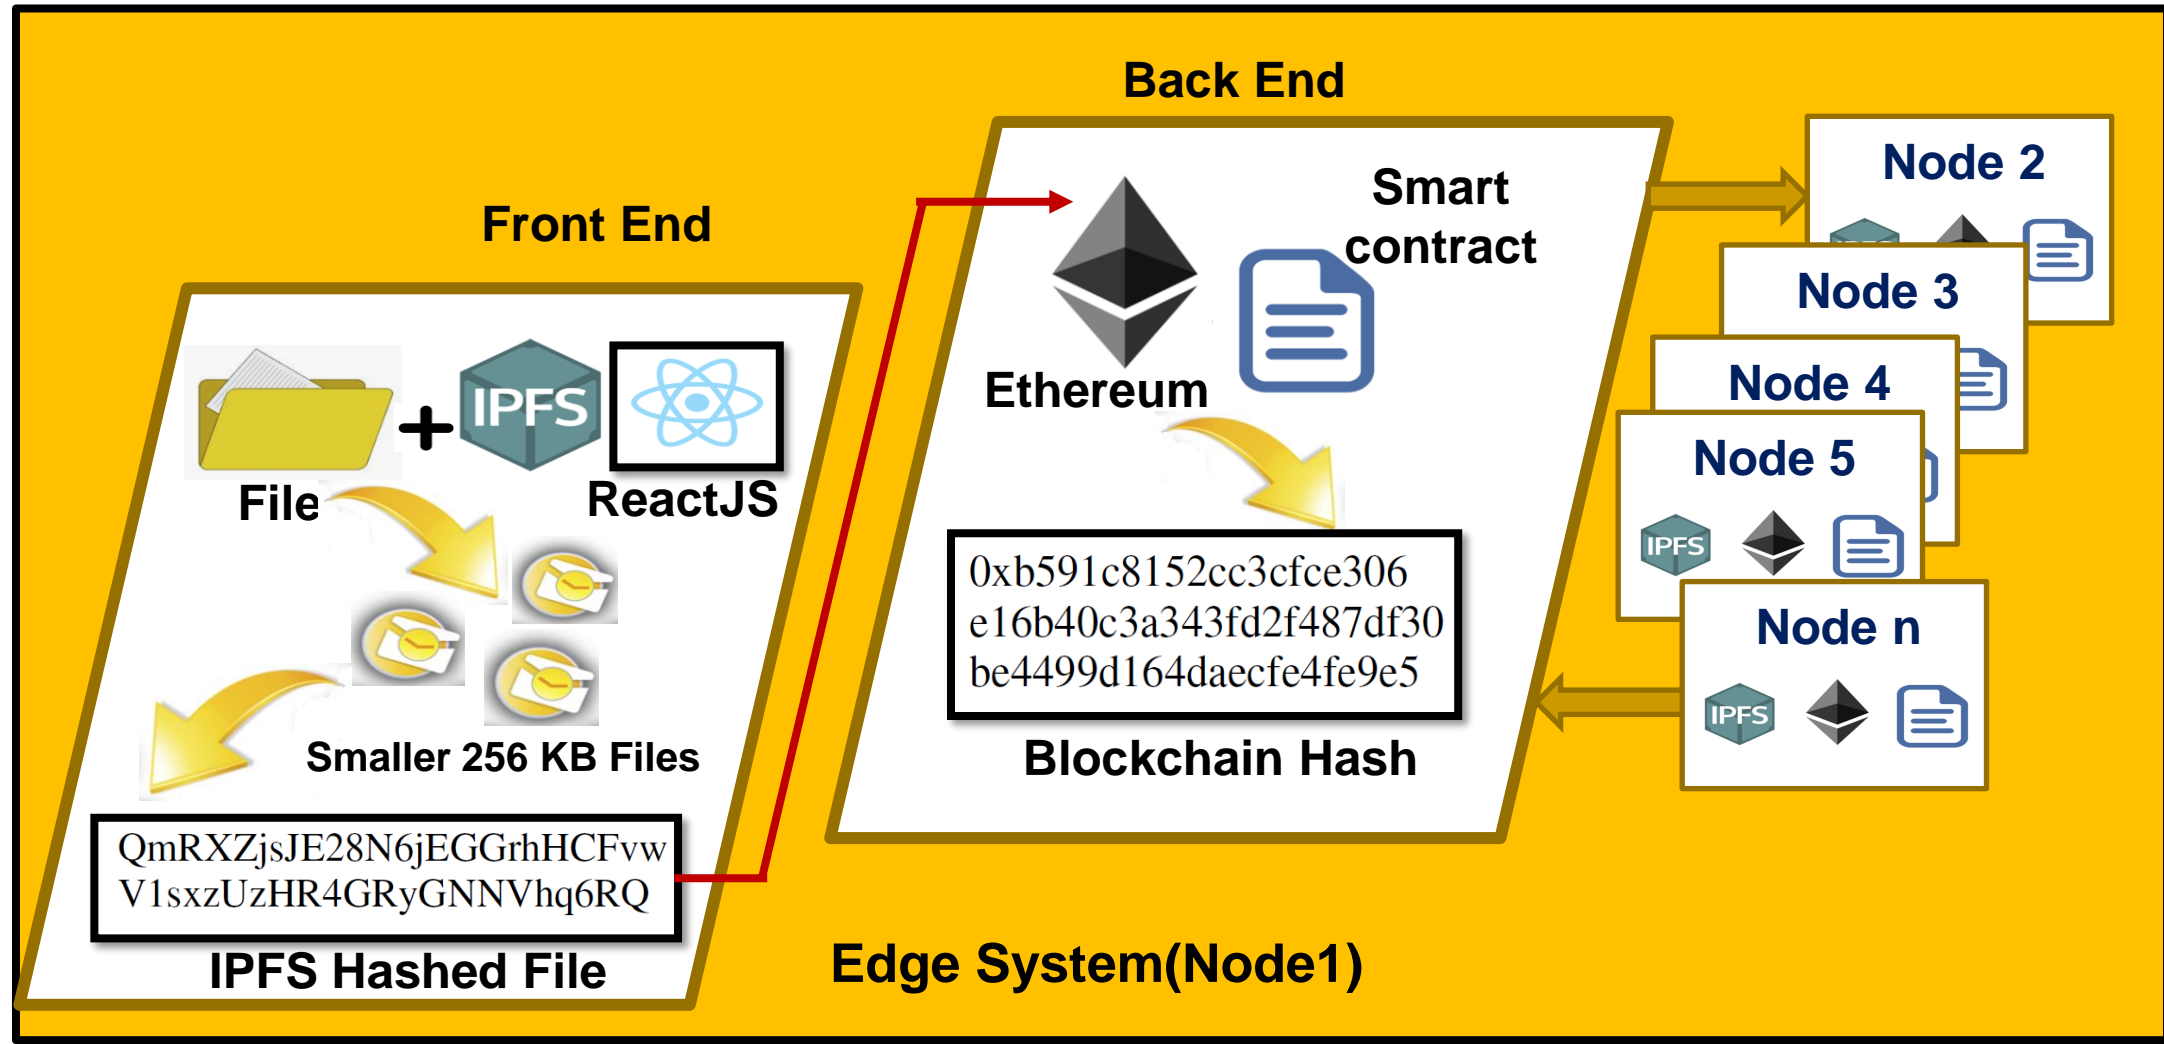 Back End
Front End
Smart
contract
Ethereum
IPFS
File
ReactJS
Smaller 256 KB Files
QmRXZjsJE28N6jEGGrhHCFvw
V1sxzUzHR4GRyGNNVhq6RQ
IPFS Hashed File
0xb591c8152cc3cfce306
e16b40c3a343fd2f487df30
be4499d164daecfe4fe9e5
Blockchain Hash
Edge System(Node1)
Node 2
Node 3
Node 4
Node 5
IPFS
Node n
IPFS